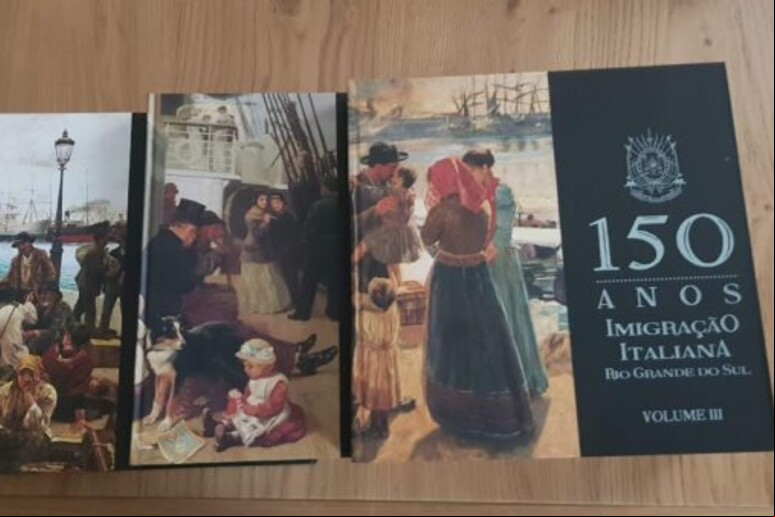 150
ANOS
IMIGRAÇÃO
ITALIANA
RIO GRANDE DO SUL
VOLUME III